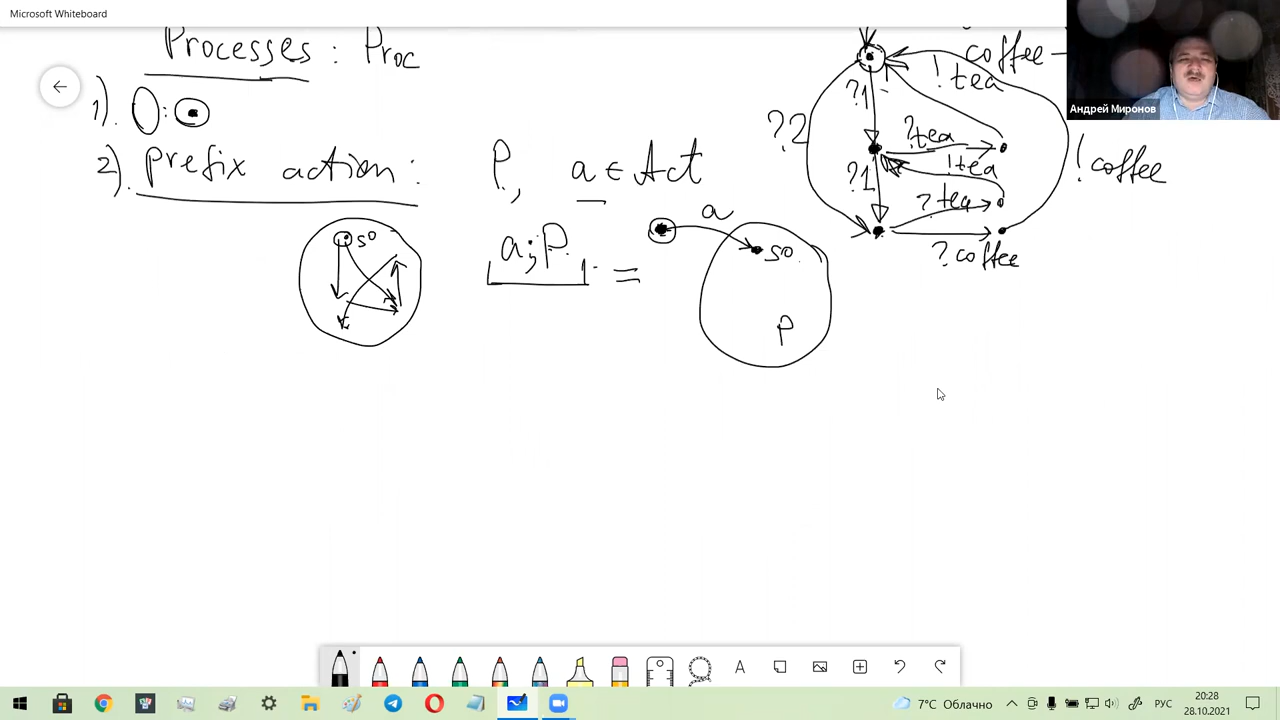 Microsoft Whiteboard
Processes : Proc
1). 0:
2). prefix action: P, a ∈ Act
s⁰
a;P. =
a
s⁰
P
coffee-
!tea
Андрей Миронов
?1
?2
?tea
!tea
?1
?tea
!coffee
?coffee
A
7°C Облачно
РУС
20:28
28.10.2021